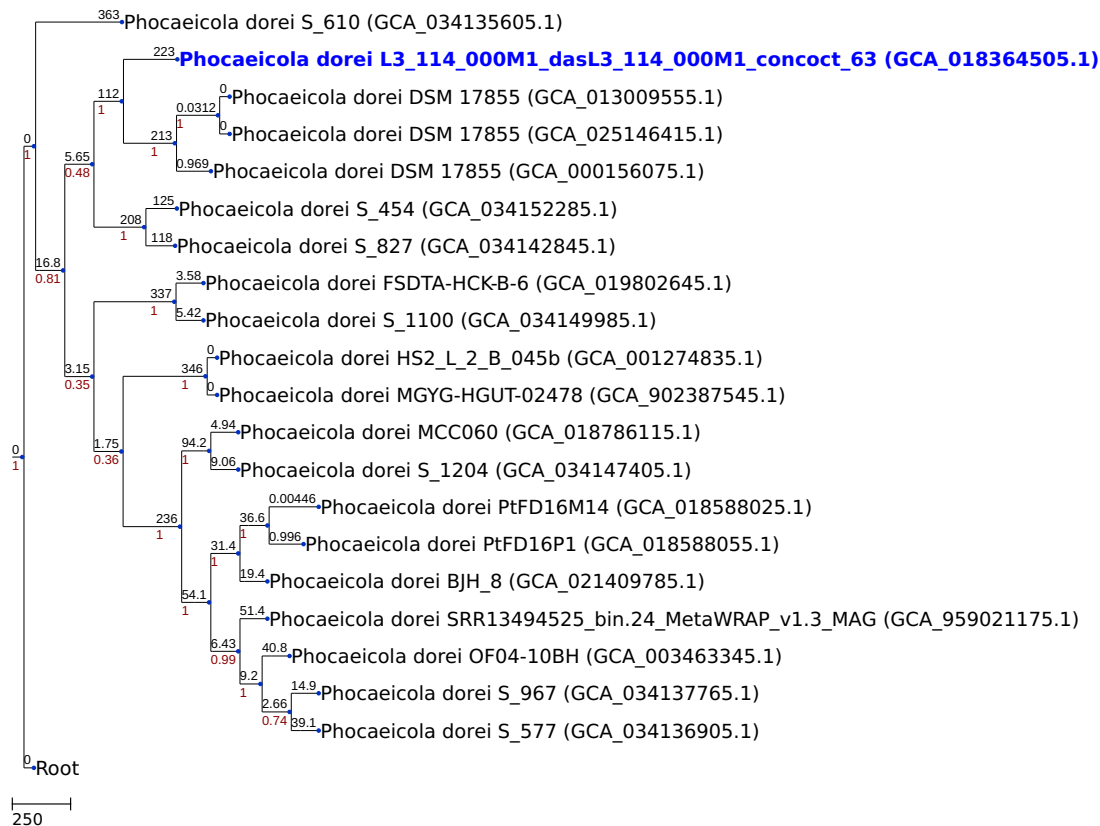 363 Phocaeicola dorei S_610 (GCA_034135605.1)
223 Phocaeicola dorei L3_114_000M1_dasL3_114_000M1_concoct_63 (GCA_018364505.1)
0 Phocaeicola dorei DSM 17855 (GCA_013009555.1)
112
1
0.0312
1
0 Phocaeicola dorei DSM 17855 (GCA_025146415.1)
0
1
213
1
5.65
0.48
0.969 Phocaeicola dorei DSM 17855 (GCA_000156075.1)
125 Phocaeicola dorei S_454 (GCA_034152285.1)
208
1
118 Phocaeicola dorei S_827 (GCA_034142845.1)
16.8
0.81
3.58 Phocaeicola dorei FSDTA-HCK-B-6 (GCA_019802645.1)
337
1
5.42 Phocaeicola dorei S_1100 (GCA_034149985.1)
0 Phocaeicola dorei HS2_L_2_B_045b (GCA_001274835.1)
3.15
0.35
346
1
0 Phocaeicola dorei MGYG-HGUT-02478 (GCA_902387545.1)
4.94 Phocaeicola dorei MCC060 (GCA_018786115.1)
1.75
0.36
94.2
1
0
1
9.06 Phocaeicola dorei S_1204 (GCA_034147405.1)
0.00446 Phocaeicola dorei PtFD16M14 (GCA_018588025.1)
236
1
36.6
1
0.996 Phocaeicola dorei PtFD16P1 (GCA_018588055.1)
31.4
1
19.4 Phocaeicola dorei BJH_8 (GCA_021409785.1)
54.1
1
51.4 Phocaeicola dorei SRR13494525_bin.24_MetaWRAP_v1.3_MAG (GCA_959021175.1)
6.43
0.99
40.8 Phocaeicola dorei OF04-10BH (GCA_003463345.1)
9.2
1
14.9 Phocaeicola dorei S_967 (GCA_034137765.1)
2.66
0.74
39.1 Phocaeicola dorei S_577 (GCA_034136905.1)
0 Root
250